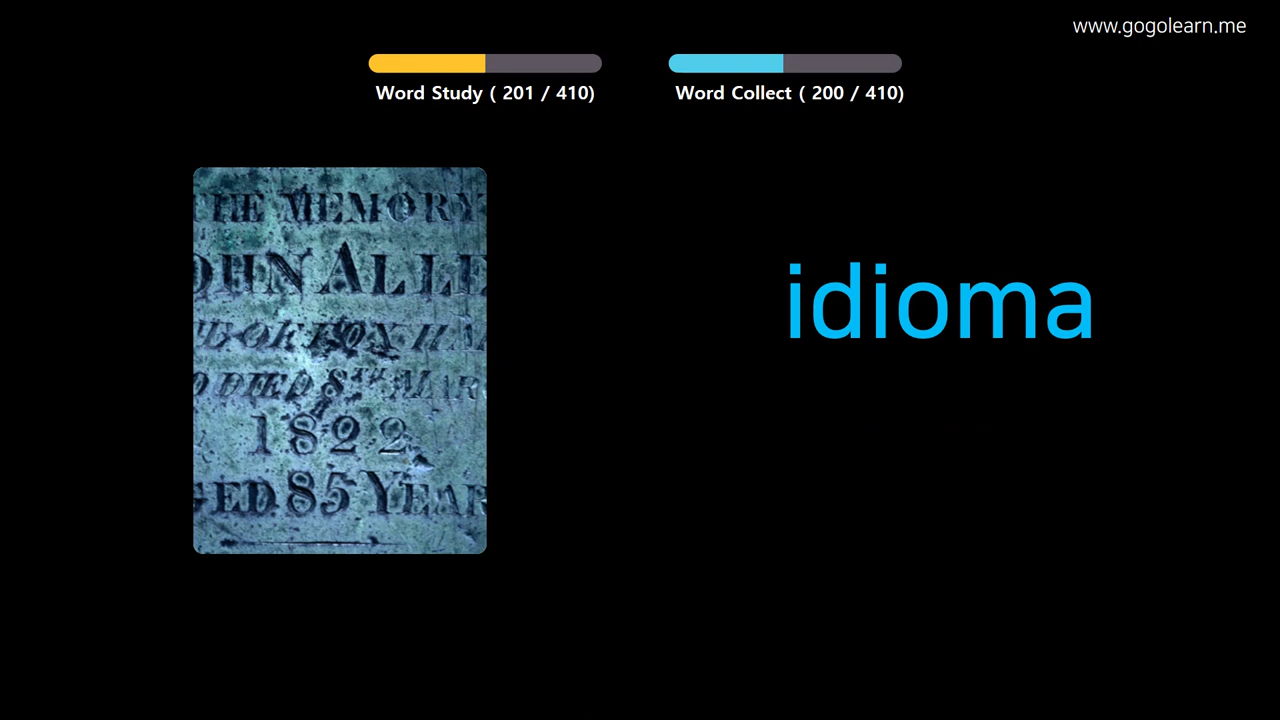 www.gogolearn.me
Word Study ( 201 / 410)
Word Collect ( 200 / 410)
THE MEMORY
OHN ALLE
DIED 8TH MAR
1822
GED 85 YEAR
idioma